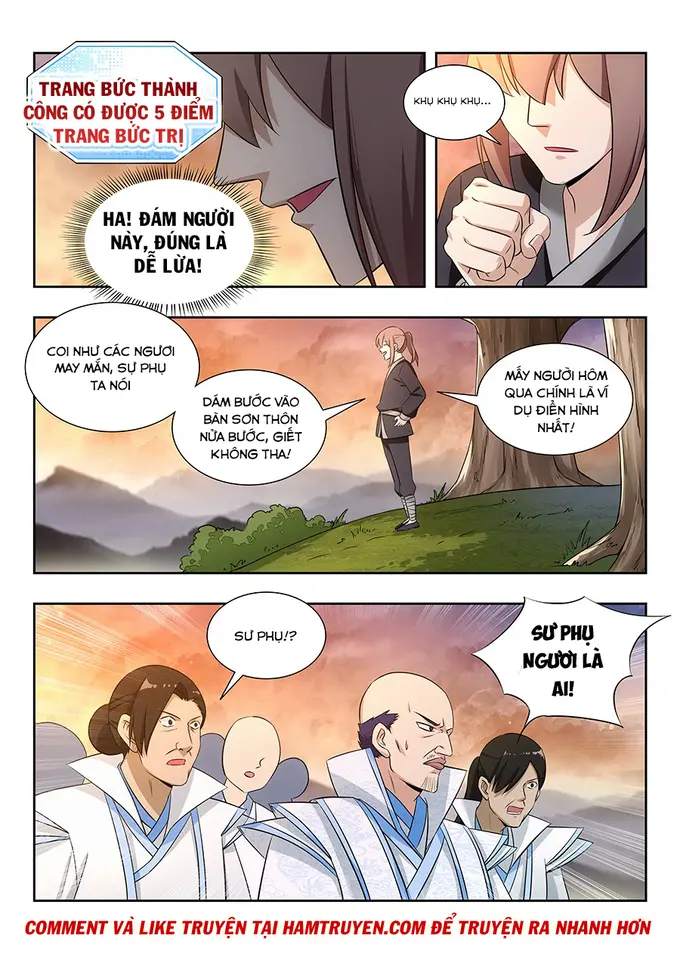 TRANG BỨC THÀNH
CÔNG CÓ ĐƯỢC 5 ĐIỂM
TRANG BỨC TRỊ
HA! ĐÁM NGƯỜI
NÀY, ĐÚNG LÀ
DỄ LỪA!
KHỤ KHỤ KHỤ...
COI NHƯ CÁC NGƯƠI
MAY MẮN, SỰ PHỤ
TA NÓI
DÁM BƯỚC VÀO
BÀN SƠN THÔN
NỬA BƯỚC, GIẾT
KHÔNG THA!
MẤY NGƯỜI HÔM
QUA CHÍNH LÀ VÍ
DỤ ĐIỂN HÌNH
NHẤT!
SƯ PHỤ!?
SƯ PHỤ
NGƯƠI LÀ
AI!
COMMENT VÀ LIKE TRUYỆN TẠI HAMTRUYEN.COM ĐỂ TRUYỆN RA NHANH HƠN